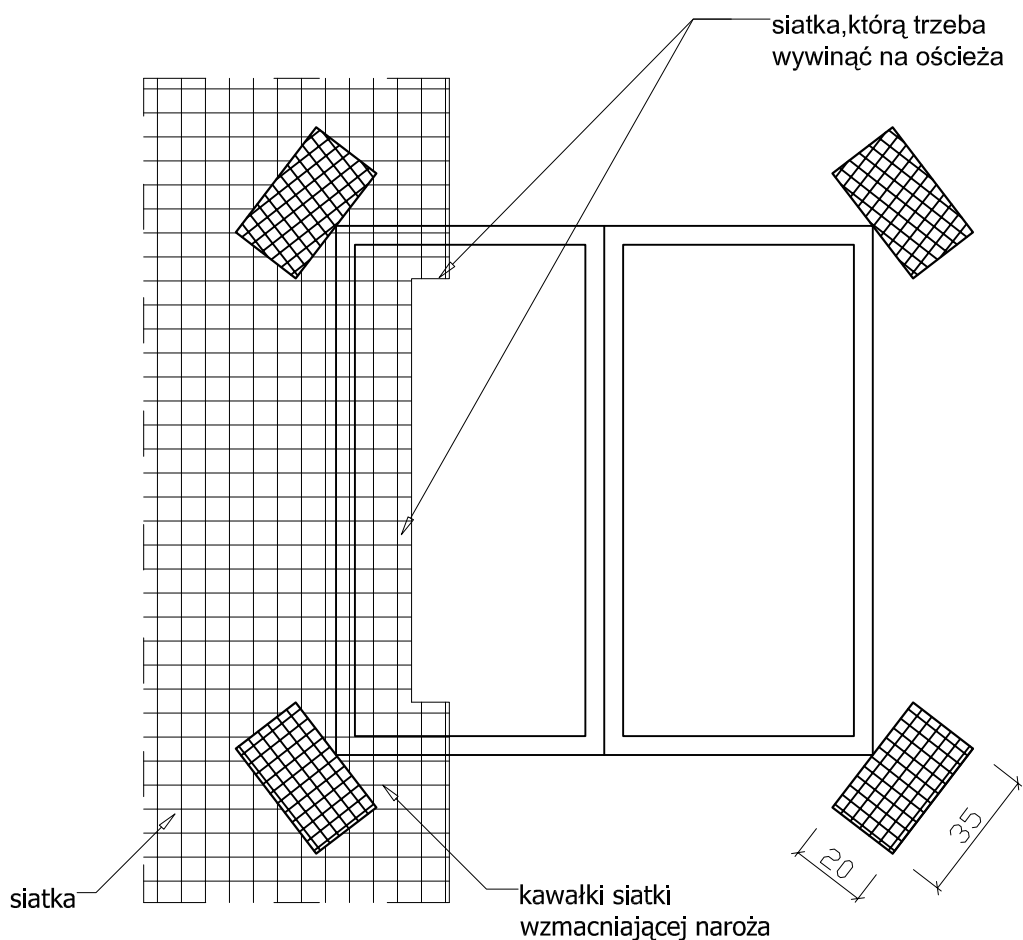 siatka,którą trzeba
wywinąć na ościeża
35
20
siatka
kawałki siatki
wzmacniającej naroża